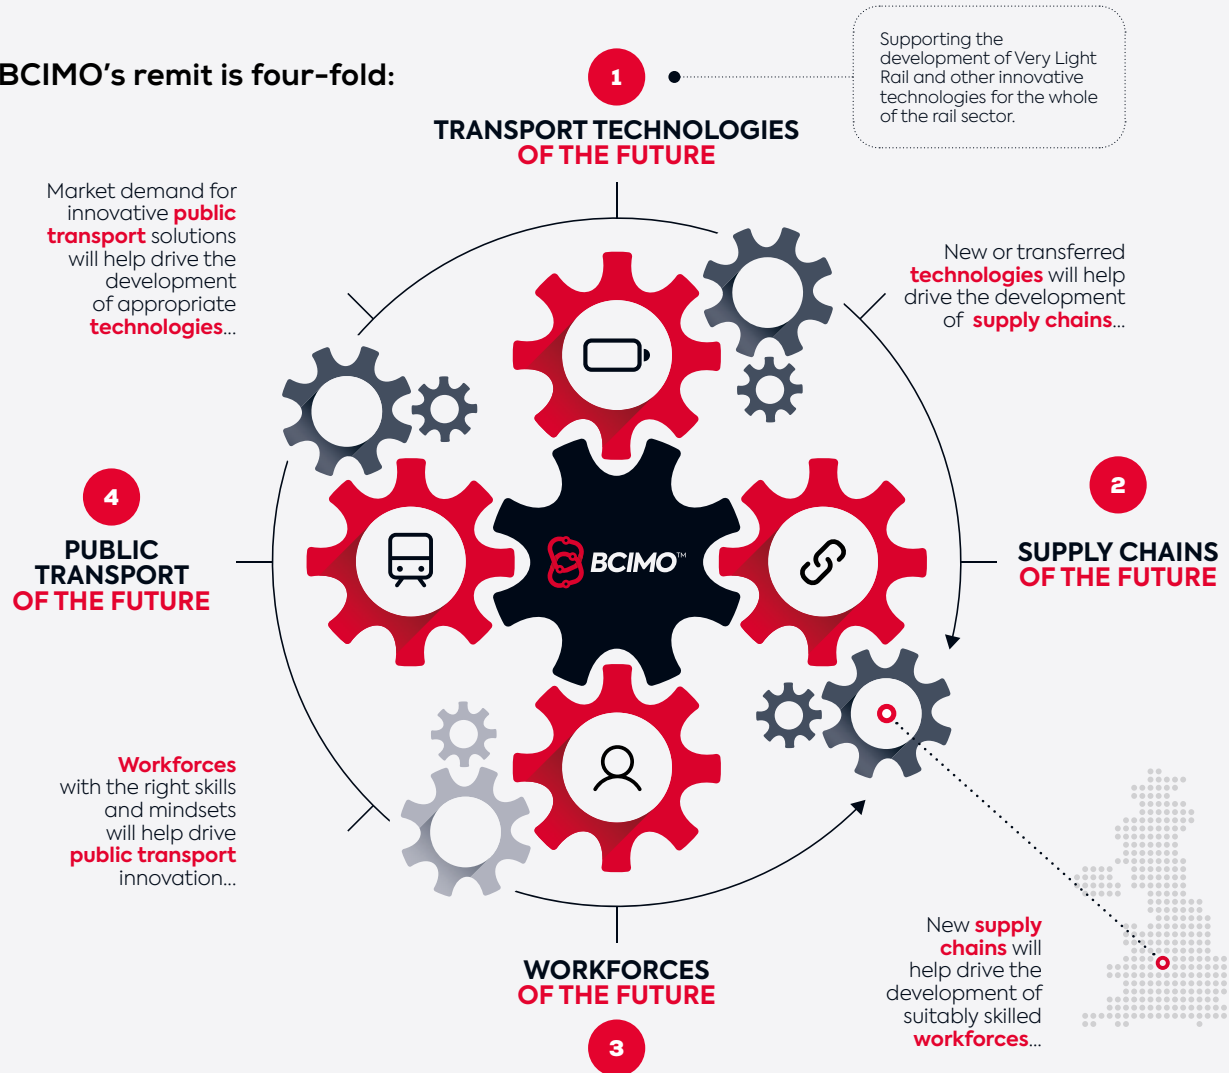 BCIMO's remit is four-fold:
1
TRANSPORT TECHNOLOGIES
OF THE FUTURE
Supporting the
development of Very Light
Rail and other innovative
technologies for the whole
of the rail sector.
Market demand for
innovative public
transport solutions
will help drive the
development
of appropriate
technologies...
New or transferred
technologies will help
drive the development
of supply chains...
4
PUBLIC
TRANSPORT
OF THE FUTURE
BCIMO™
2
SUPPLY CHAINS
OF THE FUTURE
Workforces
with the right skills
and mindsets
will help drive
public transport
innovation...
New supply
chains will
help drive the
development of
suitably skilled
workforces...
WORKFORCES
OF THE FUTURE
3